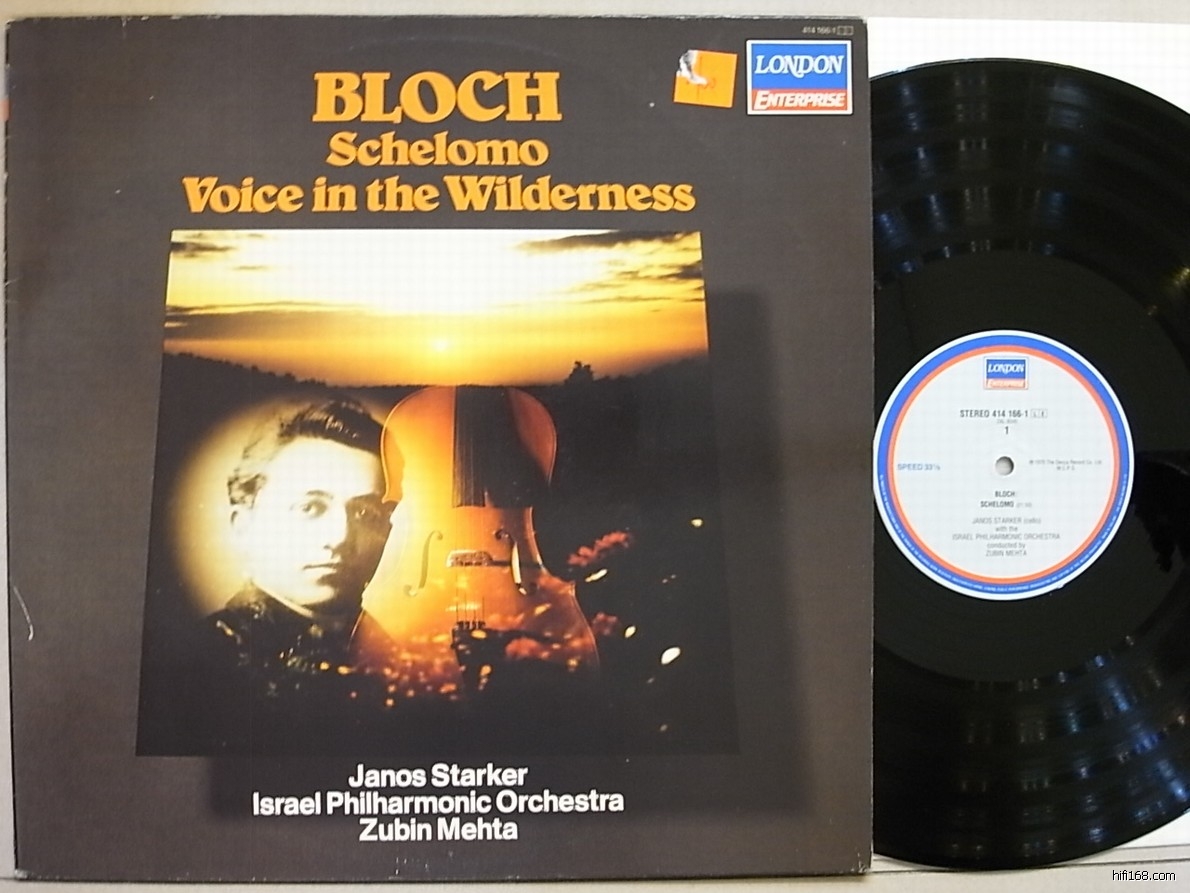 414 166-1
LONDON
ENTERPRISE
BLOCH
Schelomo
Voice in the Wilderness
Janos Starker
Israel Philharmonic Orchestra
Zubin Mehta
LONDON
ENTERPRISE
STEREO 414 166-1
1
SPEED 33⅓
BLOCH:
SCHELOMO
JANOS STARKER (cello)
with the
ISRAEL PHILHARMONIC ORCHESTRA
conducted by
ZUBIN MEHTA
hifi168.com